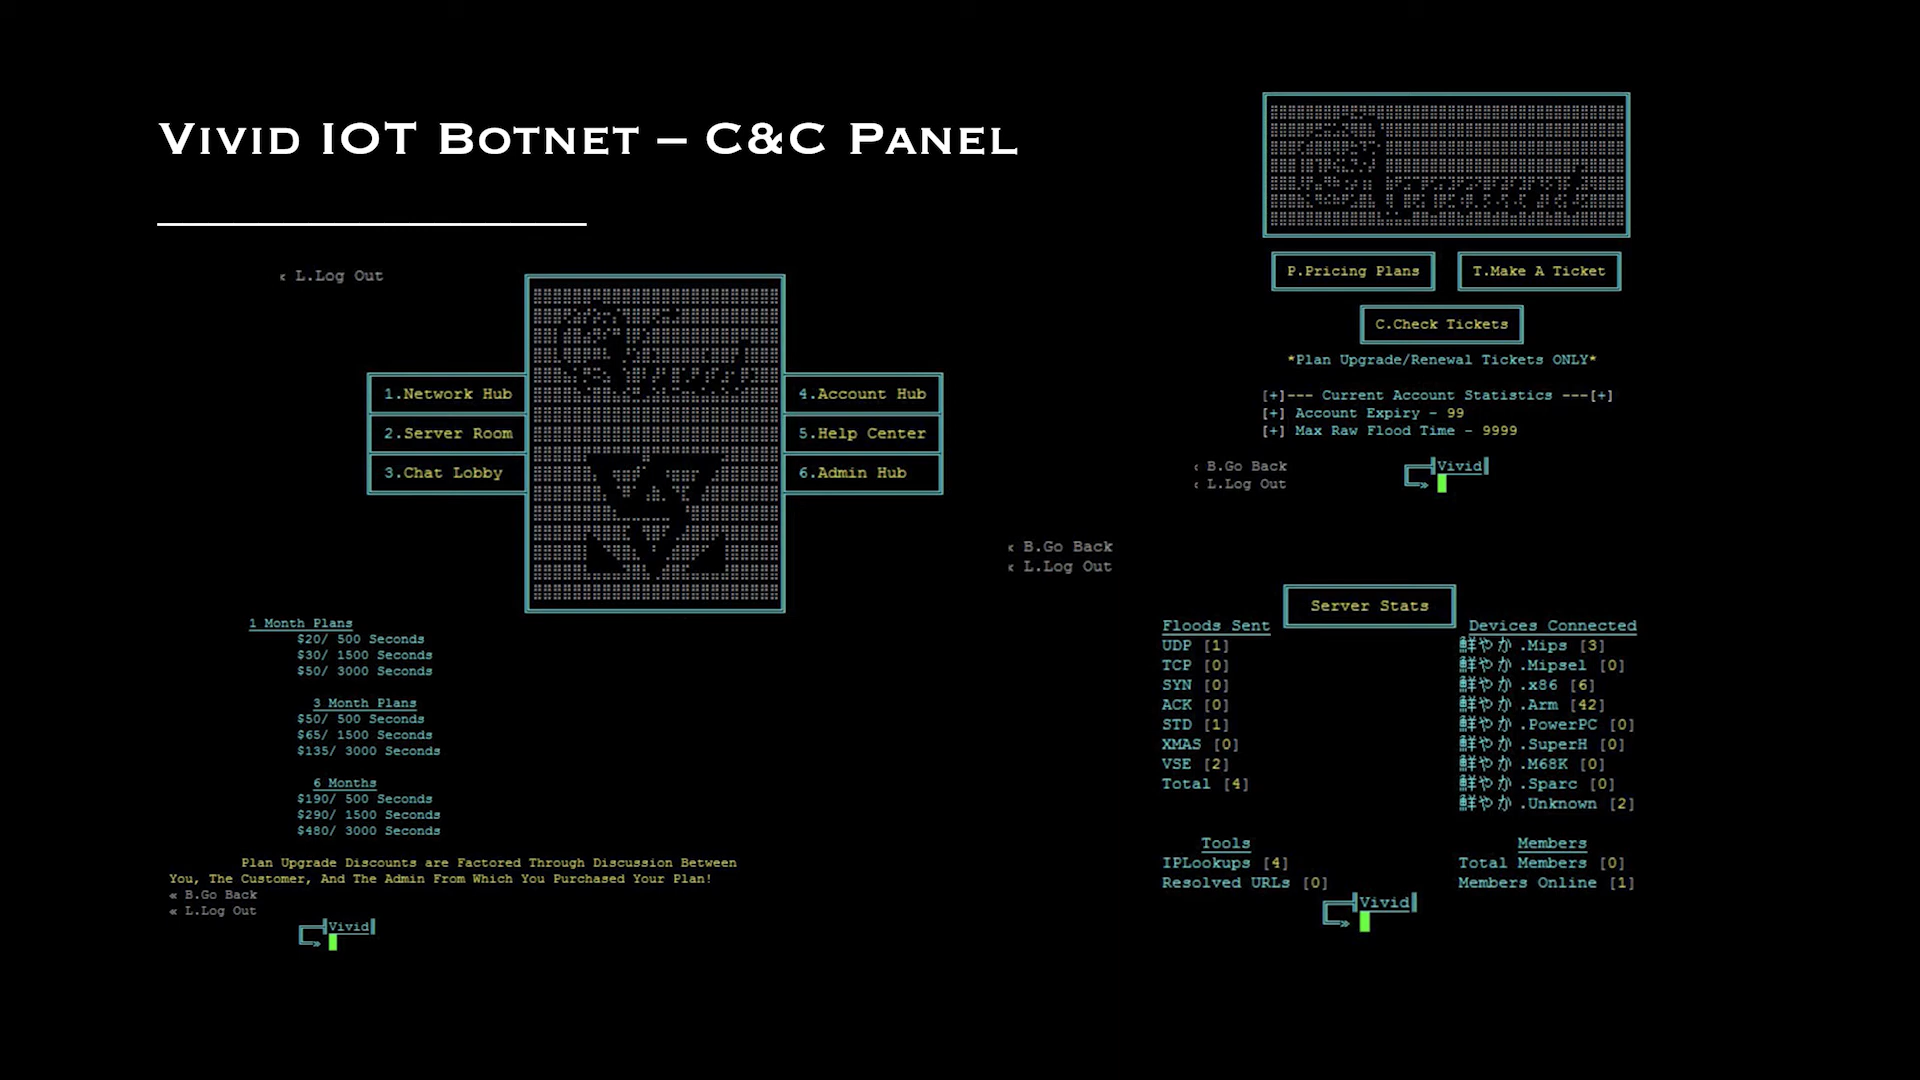 VIVID IOT BOTNET – C&C PANEL
« L.Log Out
1.Network Hub
2.Server Room
3.Chat Lobby
4.Account Hub
5.Help Center
6.Admin Hub
1 Month Plans
$20/ 500 Seconds
$30/ 1500 Seconds
$50/ 3000 Seconds
3 Month Plans
$50/ 500 Seconds
$65/ 1500 Seconds
$135/ 3000 Seconds
6 Months
$190/ 500 Seconds
$290/ 1500 Seconds
$480/ 3000 Seconds
Plan Upgrade Discounts are Factored Through Discussion Between
You, The Customer, And The Admin From Which You Purchased Your Plan!
« B.Go Back
« L.Log Out
Vivid
P.Pricing Plans
T.Make A Ticket
C.Check Tickets
*Plan Upgrade/Renewal Tickets ONLY*
[+]--- Current Account Statistics ---[+]
[+] Account Expiry - 99
[+] Max Raw Flood Time - 9999
« B.Go Back
« L.Log Out
Vivid
« B.Go Back
« L.Log Out
Server Stats
Floods Sent
UDP [1]
TCP [0]
SYN [0]
ACK [0]
STD [1]
XMAS [0]
VSE [2]
Total [4]
Devices Connected
鮮やか.Mips [3]
鮮やか.Mipsel [0]
鮮やか.x86 [6]
鮮やか.Arm [42]
鮮やか.PowerPC [0]
鮮やか.SuperH [0]
鮮やか.M68K [0]
鮮やか.Sparc [0]
鮮やか.Unknown [2]
Tools
IPLookups [4]
Resolved URLs [0]
Members
Total Members [0]
Members Online [1]
Vivid